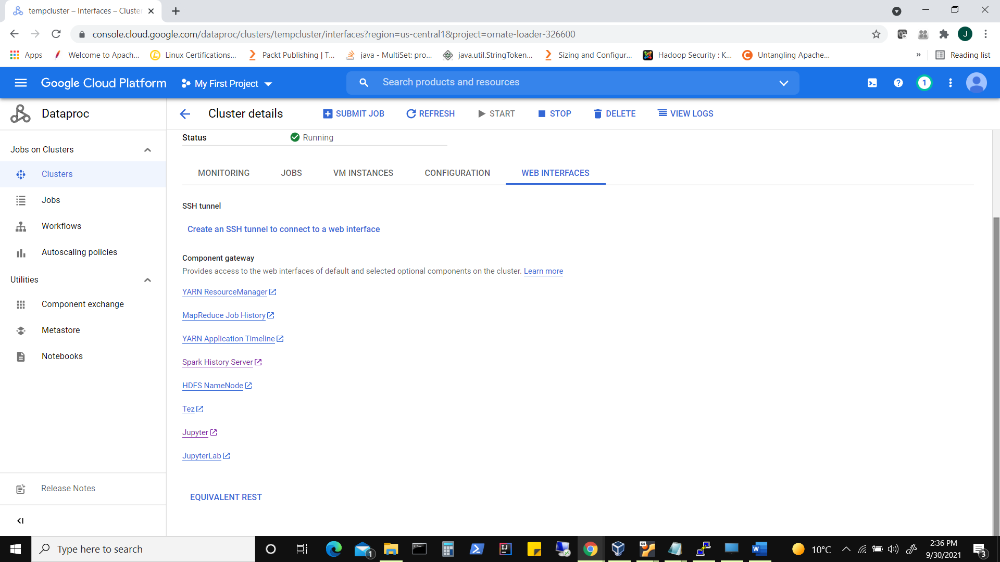 tempcluster – Interfaces – Cluster
console.cloud.google.com/dataproc/clusters/tempcluster/interfaces?region=us-central1&project=ornate-loader-326600
J
Apps
Welcome to Apach...
Linux Certifications...
Packt Publishing | T...
java - MultiSet: pro...
java.util.StringToken...
Sizing and Configur...
Hadoop Security : K...
Untangling Apache...
»
Reading list
Google Cloud Platform
My First Project
Search products and resources
1
Dataproc
Cluster details
SUBMIT JOB
REFRESH
START
STOP
DELETE
VIEW LOGS
Jobs on Clusters
Clusters
Jobs
Workflows
Autoscaling policies
Utilities
Component exchange
Metastore
Notebooks
Release Notes
Status
Running
MONITORING
JOBS
VM INSTANCES
CONFIGURATION
WEB INTERFACES
SSH tunnel
Create an SSH tunnel to connect to a web interface
Component gateway
Provides access to the web interfaces of default and selected optional components on the cluster. Learn more
YARN ResourceManager
MapReduce Job History
YARN Application Timeline
Spark History Server
HDFS NameNode
Tez
Jupyter
JupyterLab
EQUIVALENT REST
Type here to search
1
IJ
64
W
10°C
2:36 PM
9/30/2021
3